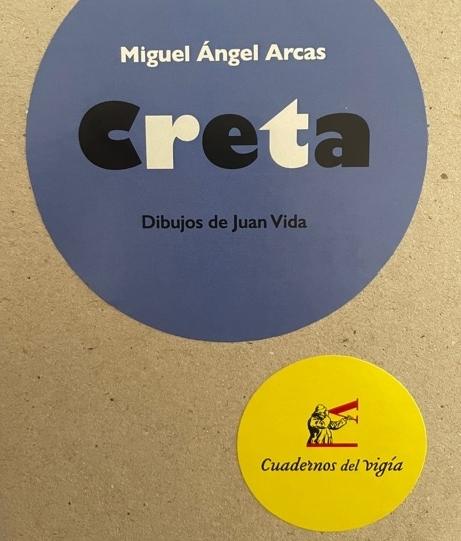 Miguel Ángel Arcas
Creta
Dibujos de Juan Vida
Cuadernos del vigía